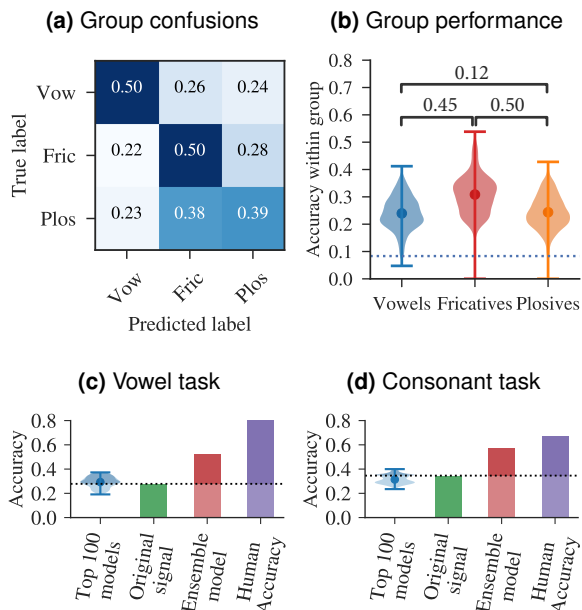 (a) Group confusions
True label
Vow
Fric
Plos
0.50 0.26 0.24
0.22 0.50 0.28
0.23 0.38 0.39
Vow Fric Plos
Predicted label
(b) Group performance
Accuracy within group
0.8
0.7
0.6
0.5
0.4
0.3
0.2
0.1
0.0
0.12
0.45 0.50
Vowels Fricatives Plosives
(c) Vowel task
Accuracy
0.8
0.6
0.4
0.2
0.0
Top 100
models
Original
signal
Ensemble
model
Human
Accuracy
(d) Consonant task
Accuracy
0.8
0.6
0.4
0.2
0.0
Top 100
models
Original
signal
Ensemble
model
Human
Accuracy